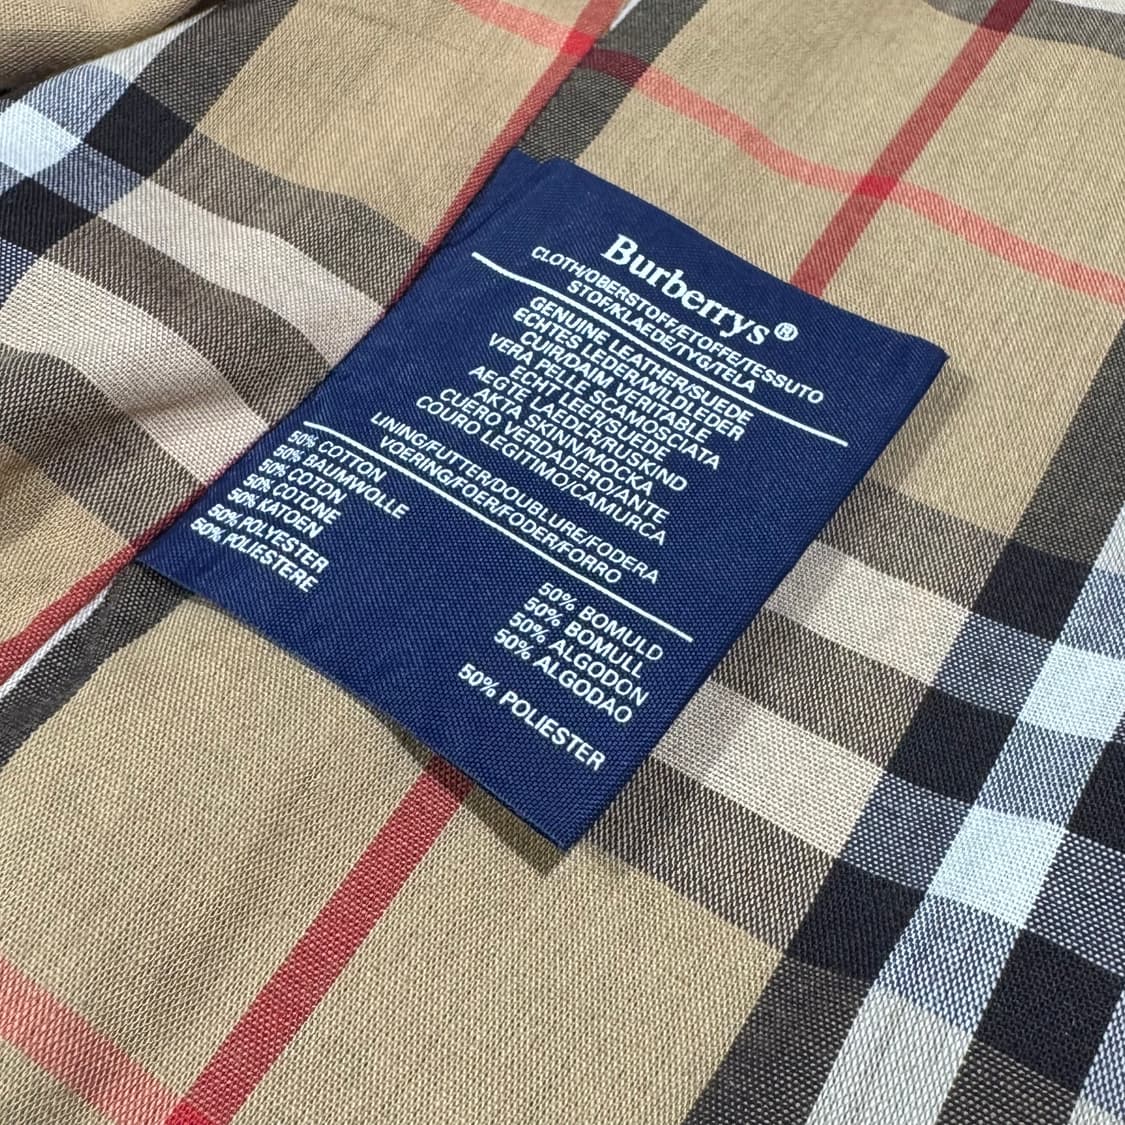 Burberrys®
CLOTH/OBERSTOFF/ETOFFE/TESSUTO
STOF/KLAEDE/TYG/TELA
GENUINE LEATHER/SUEDE
ECHTES LEDER/WILDLEDER
CUIR/DAIM VERITABLE
VERA PELLE SCAMOSCIATA
ECHT LEER/SUEDE
AEGTE LAEDER/RUSKIND
AKTA SKINN/MOCKA
CUERO VERDADERO/ANTE
COURO LEGITIMO/CAMURCA
LINING/FUTTER/DOUBLURE/FODERA
VOERING/FOER/FODER/FORRO
50% COTTON
50% BAUMWOLLE
50% COTON
50% COTONE
50% KATOEN
50% POLYESTER
50% POLIESTERE
50% BOMULD
50% BOMULL
50% ALGODON
50% ALGODAO
50% POLIESTER